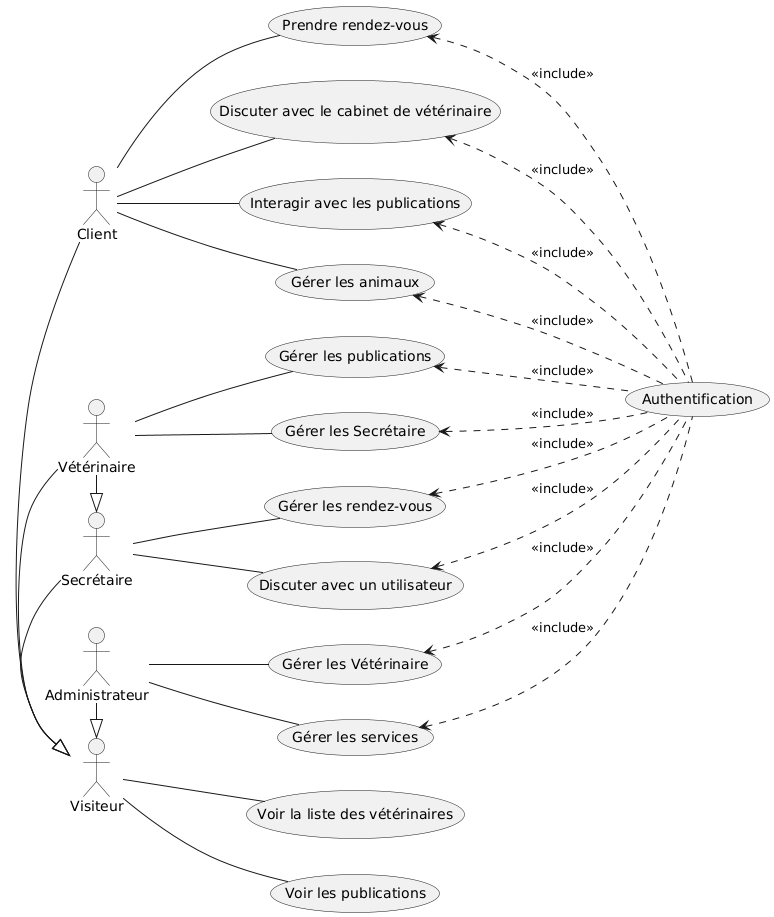 Prendre rendez-vous
«include»
Discuter avec le cabinet de vétérinaire
«include»
Interagir avec les publications
Client
«include»
Gérer les animaux
«include»
Gérer les publications
«include»
Authentification
«include»
Gérer les Secrétaire
«include»
Vétérinaire
«include»
Gérer les rendez-vous
«include»
Secrétaire
Discuter avec un utilisateur
«include»
Gérer les Vétérinaire
Administrateur
Gérer les services
Visiteur
Voir la liste des vétérinaires
Voir les publications